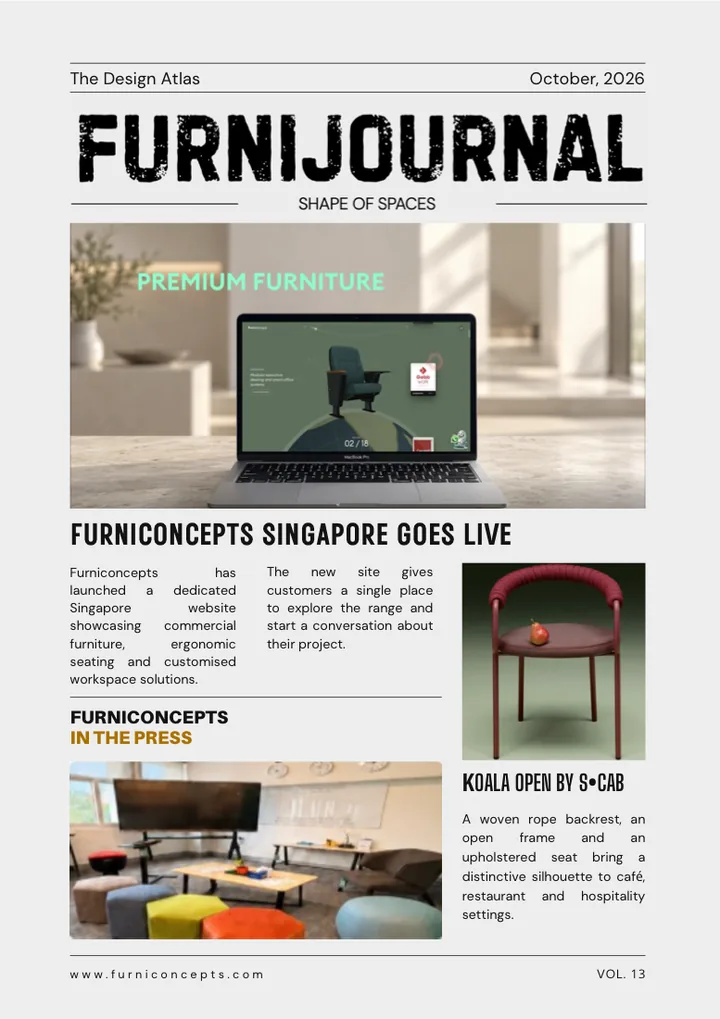 The Design Atlas
October, 2026
FURNIJOURNAL
SHAPE OF SPACES
PREMIUM FURNITURE
02 / 18
MacBook Pro
FURNICONCEPTS SINGAPORE GOES LIVE
Furniconcepts has
launched a dedicated
Singapore website
showcasing commercial
furniture, ergonomic
seating and customised
workspace solutions.
The new site gives
customers a single place
to explore the range and
start a conversation about
their project.
FURNICONCEPTS
IN THE PRESS
KOALA OPEN BY S•CAB
A woven rope backrest, an
open frame and an
upholstered seat bring a
distinctive silhouette to café,
restaurant and hospitality
settings.
www.furniconcepts.com
VOL. 13